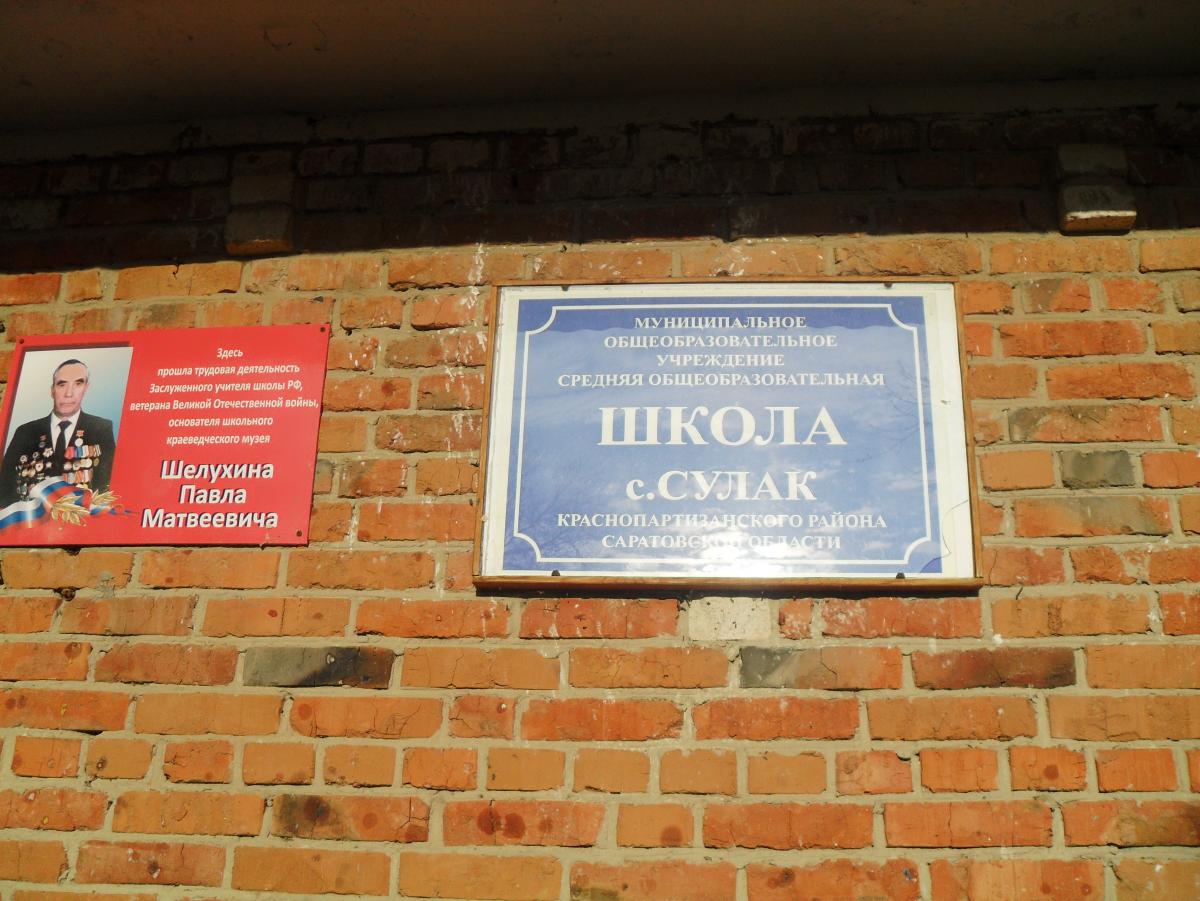 Здесь
прошла трудовая деятельность
Заслуженного учителя школы РФ,
ветерана Великой Отечественной войны,
основателя школьного
краеведческого музея
Шелухина
Павла
Матвеевича
МУНИЦИПАЛЬНОЕ
ОБЩЕОБРАЗОВАТЕЛЬНОЕ
УЧРЕЖДЕНИЕ
СРЕДНЯЯ ОБЩЕОБРАЗОВАТЕЛЬНАЯ
ШКОЛА
с.СУЛАК
КРАСНОПАРТИЗАНСКОГО РАЙОНА
САРАТОВСКОЙ ОБЛАСТИ